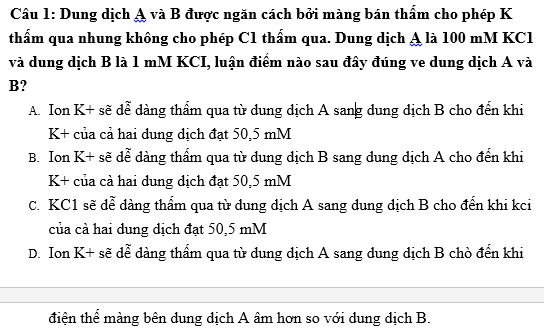 Câu 1: Dung dịch A và B được ngăn cách bởi màng bán thấm cho phép K
thấm qua nhung không cho phép C1 thấm qua. Dung dịch A là 100 mM KC1
và dung dịch B là 1 mM KCI, luận điểm nào sau đây đúng ve dung dịch A và
B?
A. Ion K+ sẽ dễ dàng thẩm qua từ dung dịch A sang dung dịch B cho đến khi
K+ của cả hai dung dịch đạt 50,5 mM
B. Ion K+ sẽ dễ dàng thẩm qua từ dung dịch B sang dung dịch A cho đến khi
K+ của cà hai dung dịch đạt 50,5 mM
C. KC1 sẽ dễ dàng thấm qua từ dung dịch A sang dung dịch B cho đến khi kci
của cả hai dung dịch đạt 50,5 mM
D. Ion K+ sẽ dễ dàng thấm qua từ dung dịch A sang dung dịch B chò đến khi
điện thế màng bên dung dịch A âm hơn so với dung dịch B.